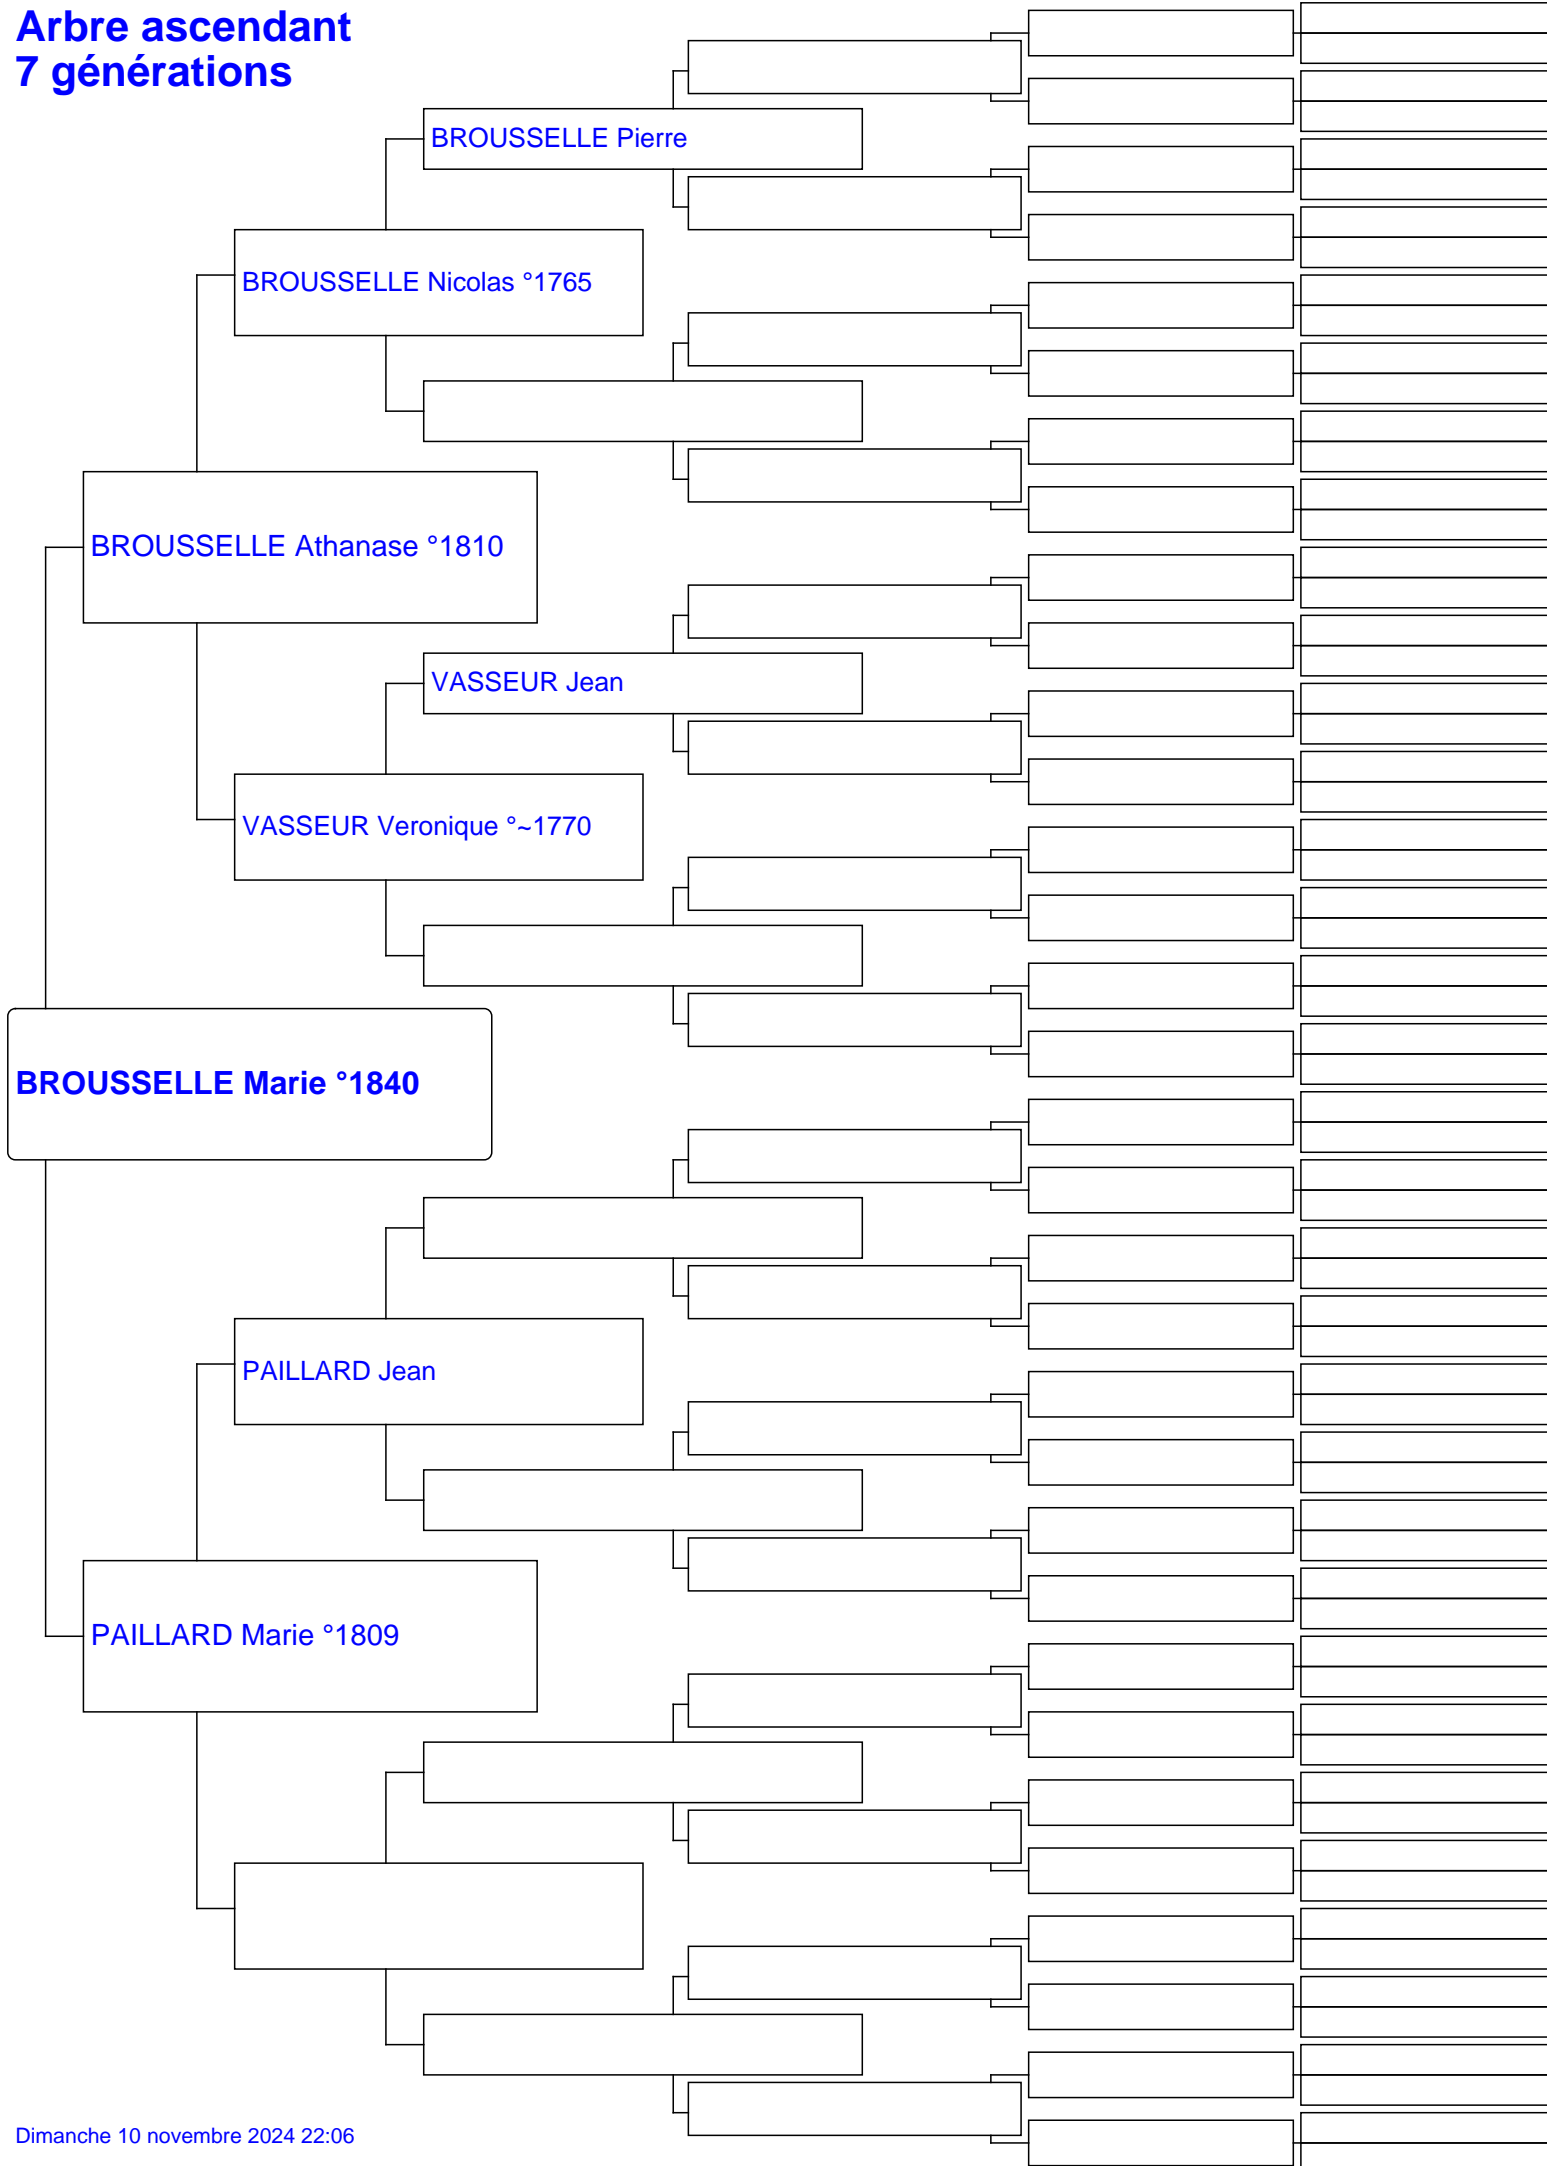 Arbre ascendant
7 générations
BROUSSELLE Pierre
BROUSSELLE Nicolas °1765
BROUSSELLE Athanase °1810
VASSEUR Jean
VASSEUR Veronique °~1770
BROUSSELLE Marie °1840
PAILLARD Jean
PAILLARD Marie °1809
Dimanche 10 novembre 2024 22:06